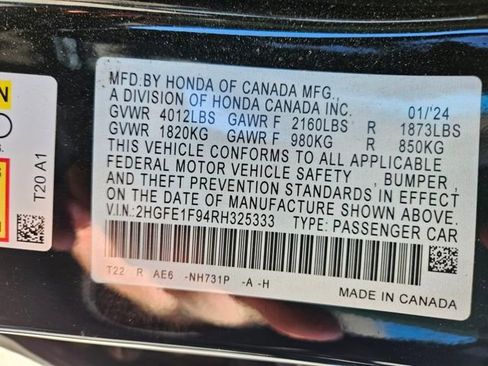 MFD.BY HONDA OF CANADA MFG.,
A DIVISION OF HONDA CANADA INC. 01/'24
GVWR 4012LBS GAWR F 2160LBS R 1873LBS
GVWR 1820KG GAWR F 980KG R 850KG
THIS VEHICLE CONFORMS TO ALL APPLICABLE
FEDERAL MOTOR VEHICLE SAFETY , BUMPER ,
AND THEFT PREVENTION STANDARDS IN EFFECT
ON THE DATE OF MANUFACTURE SHOWN ABOVE.
V.I.N.:2HGFE1F94RH325333 TYPE:PASSENGER CAR
T22 R AE6 -NH731P -A -H
MADE IN CANADA
T20 A1